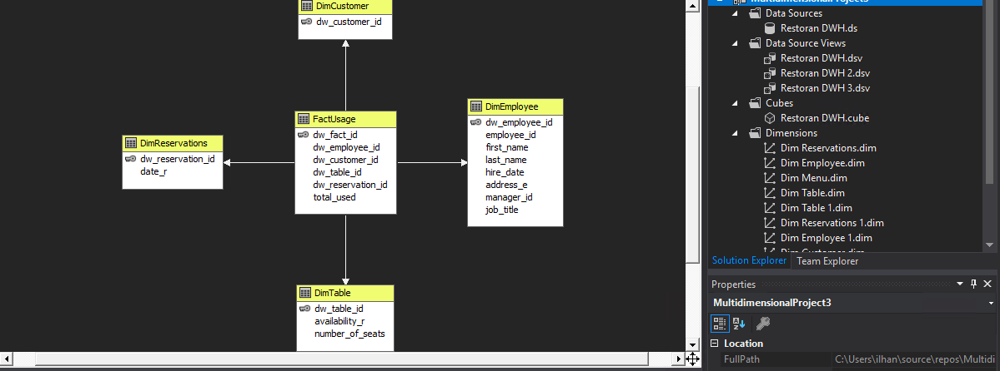 DimCustomer
dw_customer_id
FactUsage
dw_fact_id
dw_employee_id
dw_customer_id
dw_table_id
dw_reservation_id
total_used
DimEmployee
dw_employee_id
employee_id
first_name
last_name
hire_date
address_e
manager_id
job_title
DimReservations
dw_reservation_id
date_r
DimTable
dw_table_id
availability_r
number_of_seats
MultidimensionalProject3
Data Sources
Restoran DWH.ds
Data Source Views
Restoran DWH.dsv
Restoran DWH 2.dsv
Restoran DWH 3.dsv
Cubes
Restoran DWH.cube
Dimensions
Dim Reservations.dim
Dim Employee.dim
Dim Menu.dim
Dim Table.dim
Dim Table 1.dim
Dim Reservations 1.dim
Dim Employee 1.dim
Dim Customer.dim
Solution Explorer Team Explorer
Properties
MultidimensionalProject3
Location
FullPath C:\Users\ilhan\source\repos\Multidi